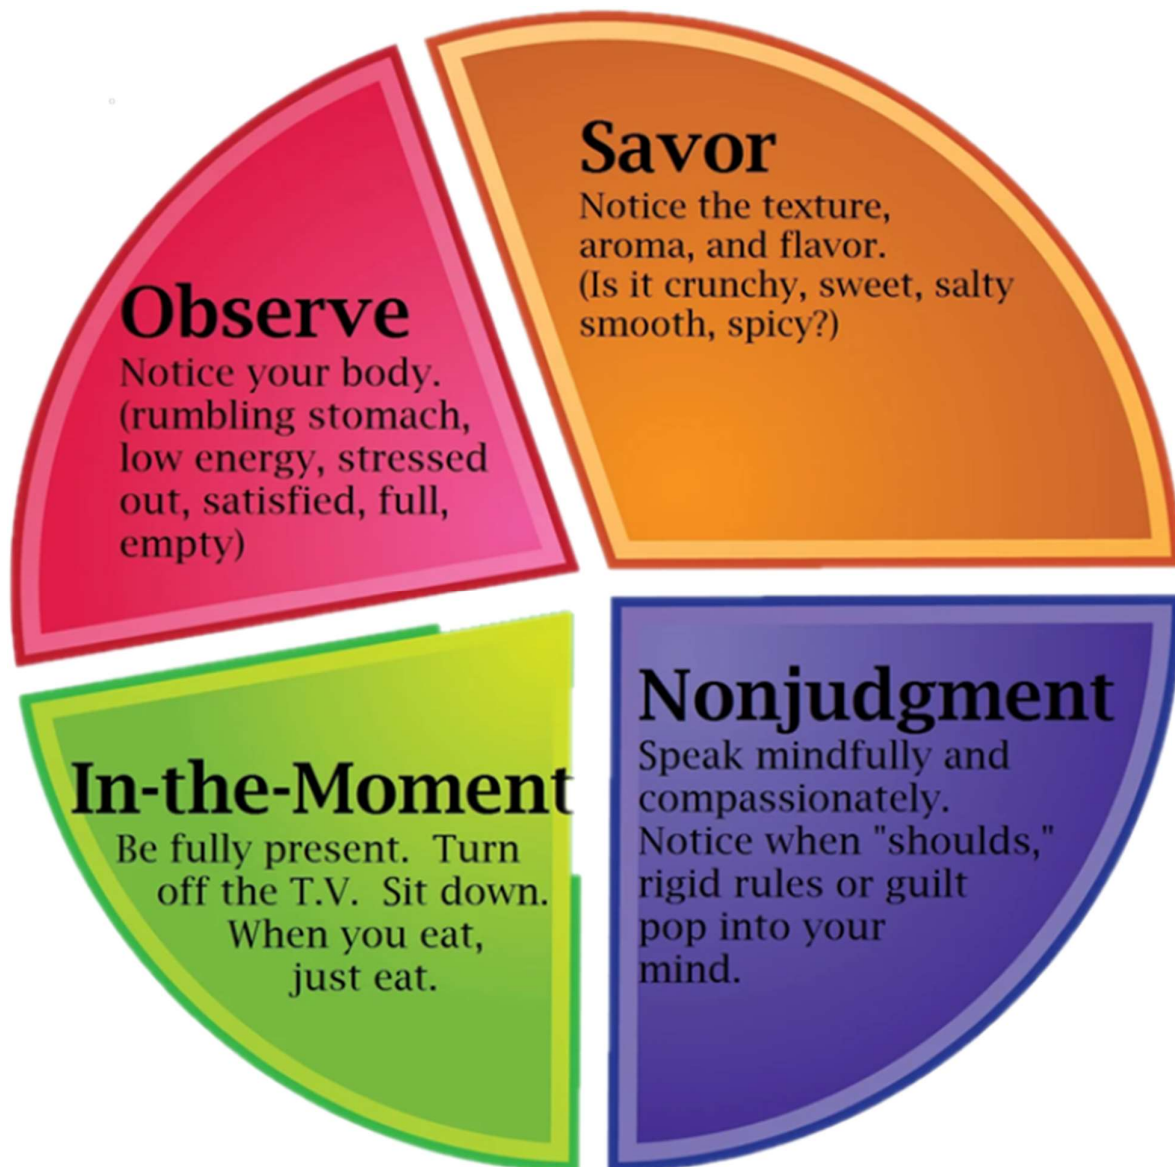 Savor
Notice the texture,
aroma, and flavor.
(Is it crunchy, sweet, salty
smooth, spicy?)
Observe
Notice your body.
(rumbling stomach,
low energy, stressed
out, satisfied, full,
empty)
Nonjudgment
Speak mindfully and
compassionately.
Notice when "shoulds,"
rigid rules or guilt
pop into your
mind.
In-the-Moment
Be fully present.  Turn
off the T.V.  Sit down.
When you eat,
just eat.